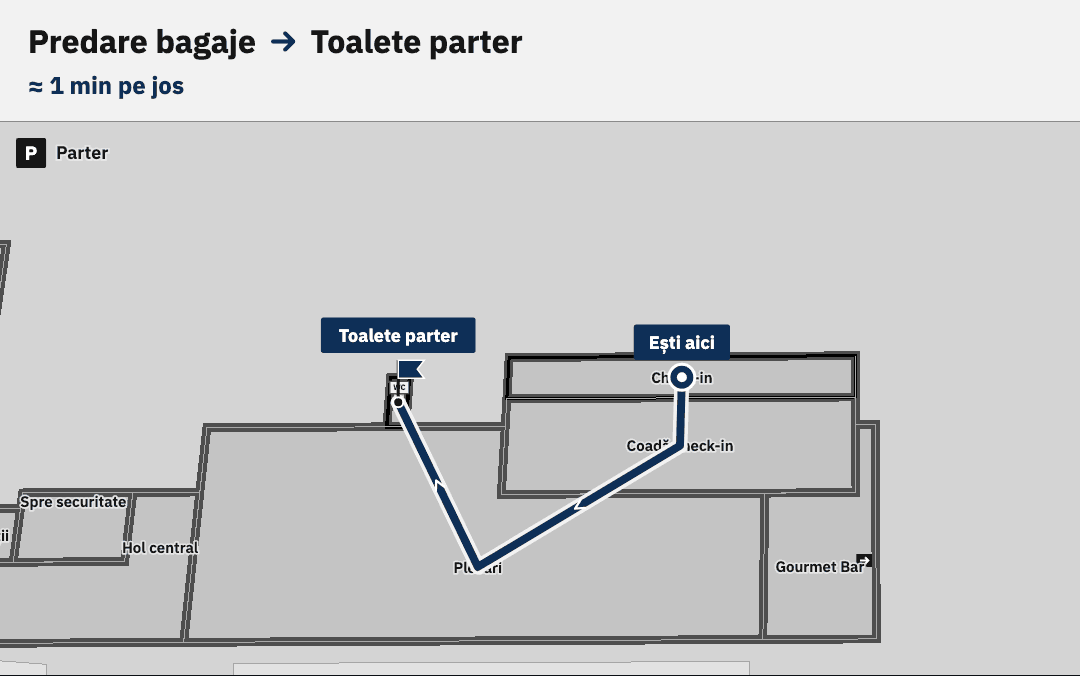 Predare bagaje → Toalete parter
≈ 1 min pe jos
P Parter
Toalete parter
Ești aici
WC
Coadă
Spre securitate
Hol central
Gourmet Bar